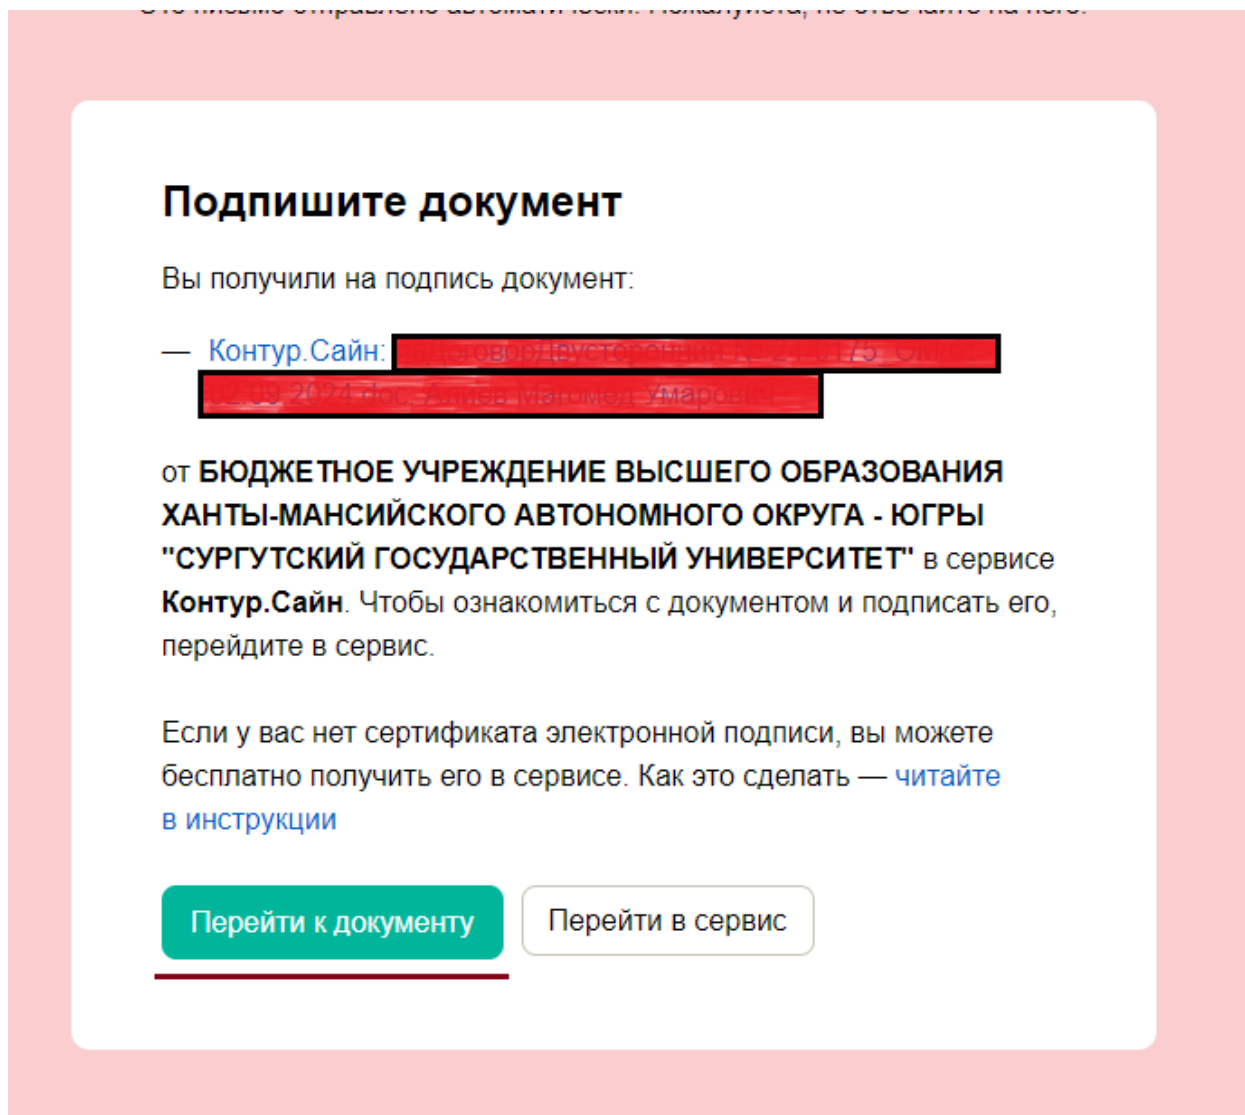 Подпишите документ
Вы получили на подпись документ:
— Контур.Сайн:
от БЮДЖЕТНОЕ УЧРЕЖДЕНИЕ ВЫСШЕГО ОБРАЗОВАНИЯ
ХАНТЫ-МАНСИЙСКОГО АВТОНОМНОГО ОКРУГА - ЮГРЫ
"СУРГУТСКИЙ ГОСУДАРСТВЕННЫЙ УНИВЕРСИТЕТ" в сервисе
Контур.Сайн. Чтобы ознакомиться с документом и подписать его,
перейдите в сервис.
Если у вас нет сертификата электронной подписи, вы можете
бесплатно получить его в сервисе. Как это сделать — читайте
в инструкции
Перейти к документу Перейти в сервис